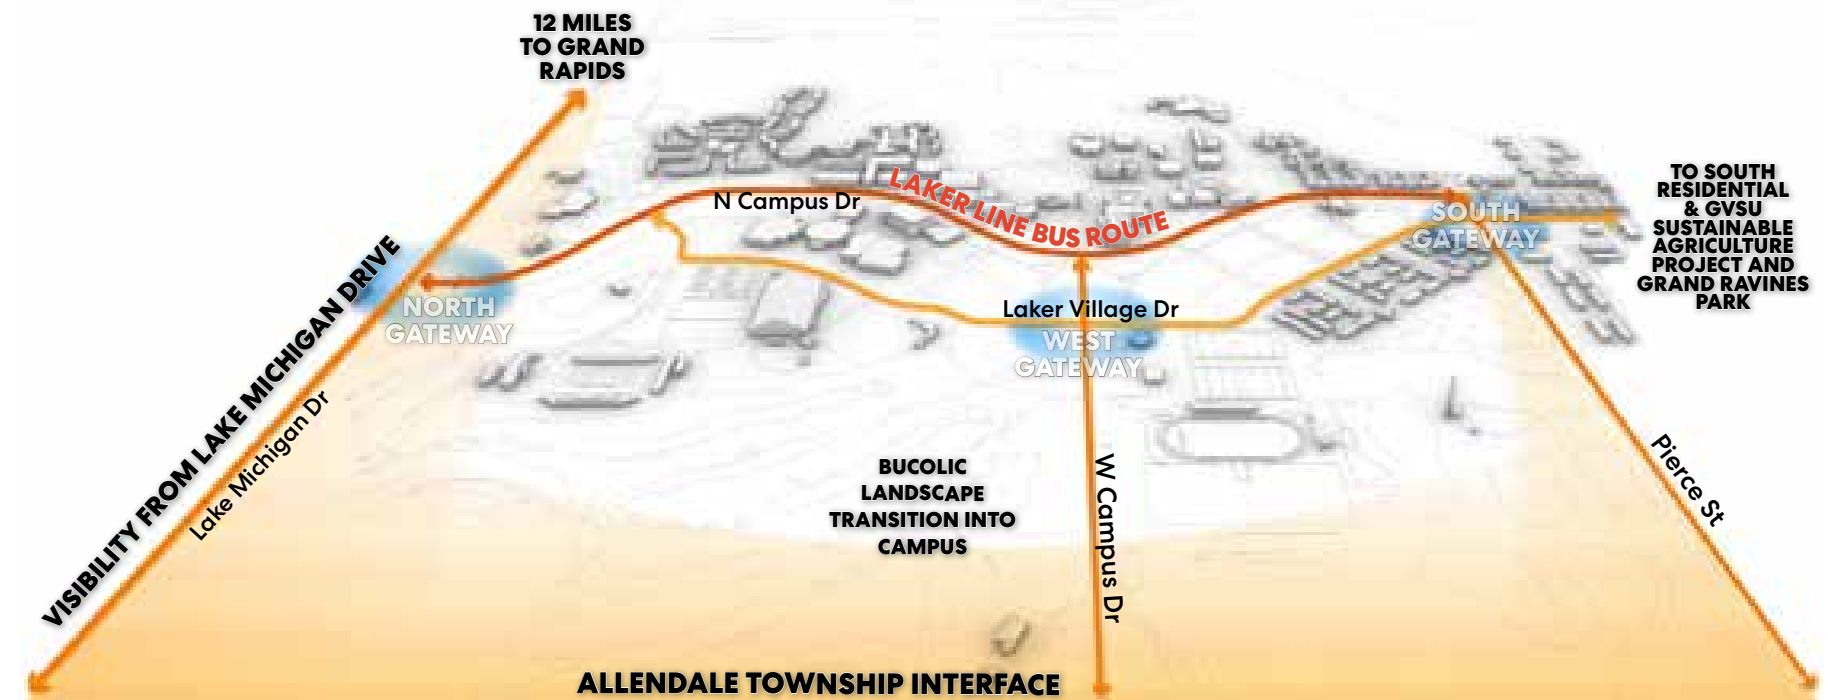 12 MILES
TO GRAND
RAPIDS
TO SOUTH
RESIDENTIAL
& GVSU
SUSTAINABLE
AGRICULTURE
PROJECT AND
GRAND RAVINES
PARK
N Campus Dr
LAKER LINE BUS ROUTE
SOUTH
GATEWAY
VISIBILITY FROM LAKE MICHIGAN DRIVE
Lake Michigan Dr
NORTH
GATEWAY
Laker Village Dr
WEST
GATEWAY
BUCOLIC
LANDSCAPE
TRANSITION INTO
CAMPUS
W Campus Dr
Pierce St
ALLENDALE TOWNSHIP INTERFACE